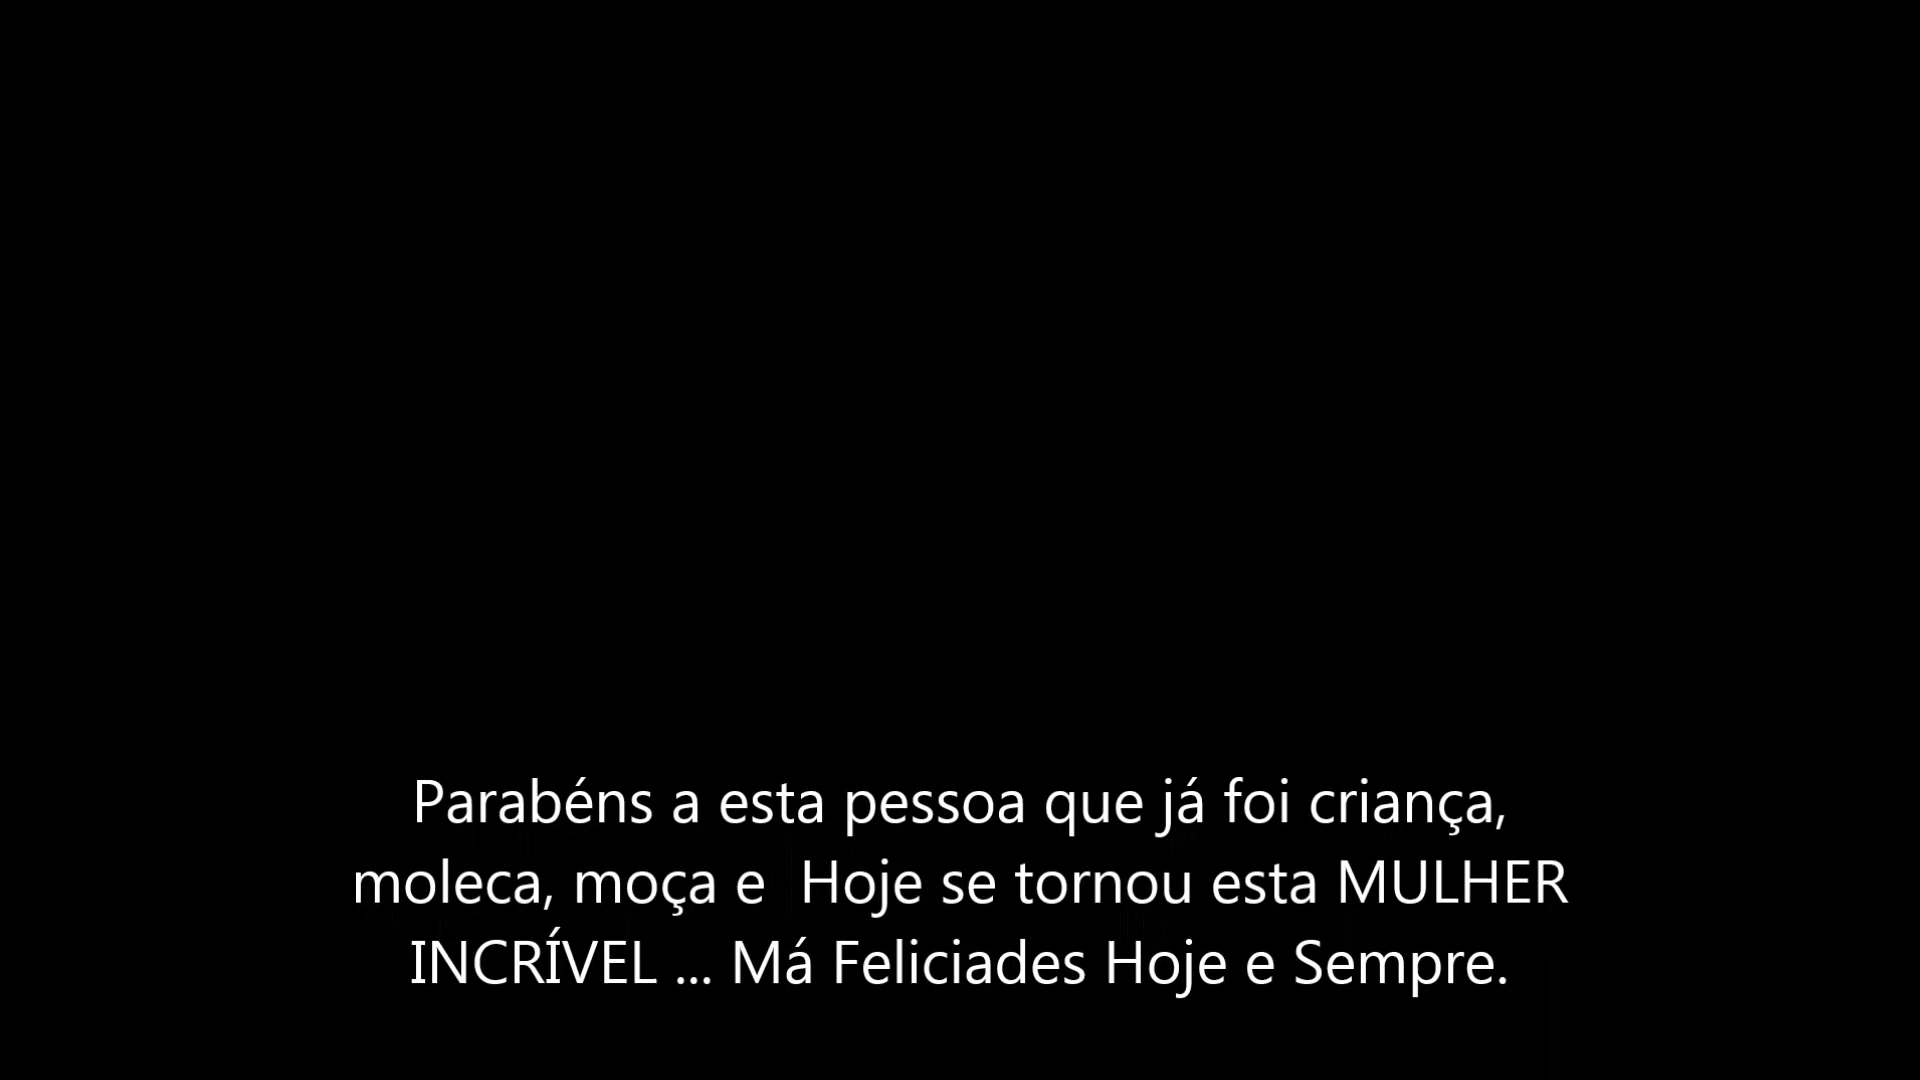 Parabéns a esta pessoa que já foi criança,
moleca, moça e  Hoje se tornou esta MULHER
INCRÍVEL ... Má Feliciades Hoje e Sempre.